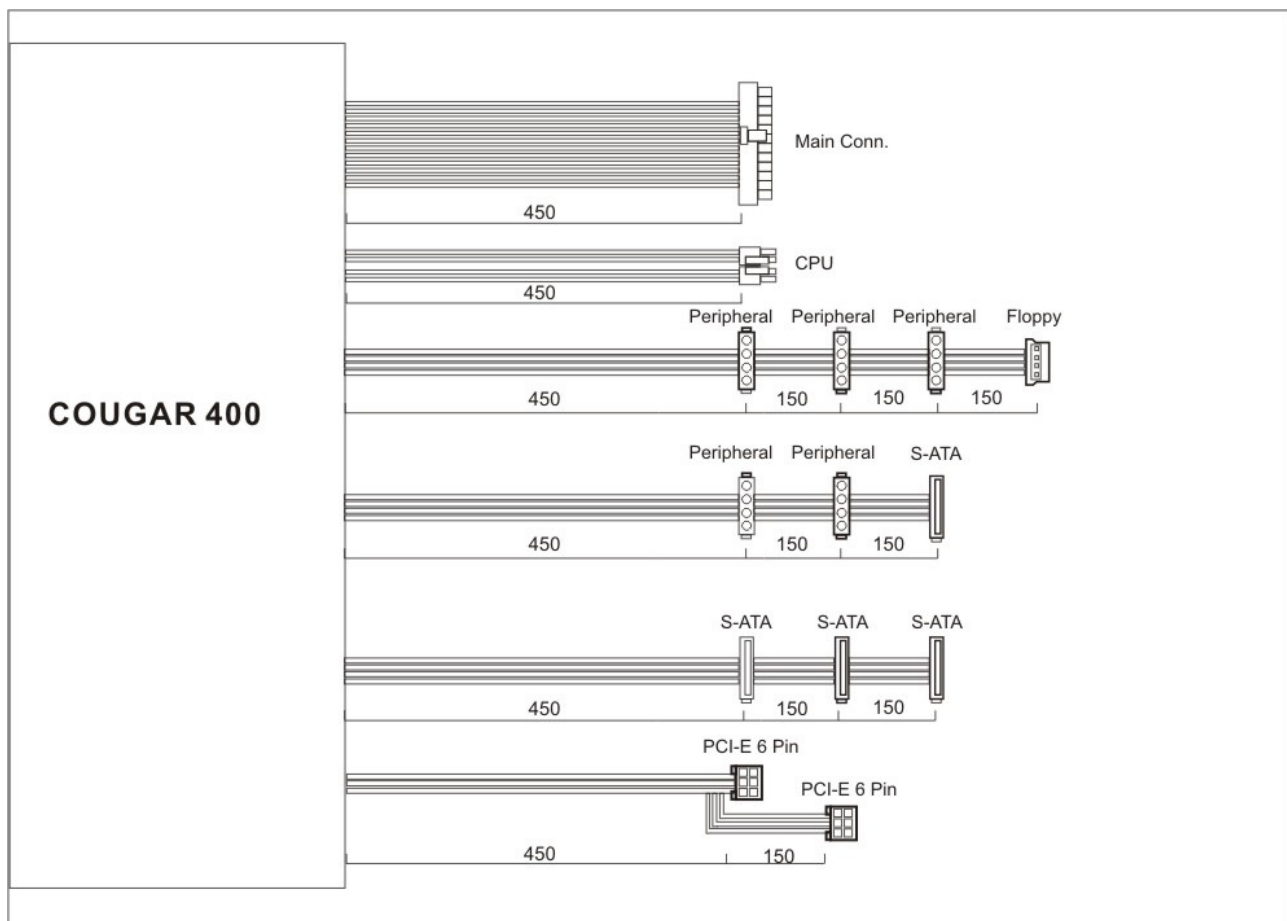 Main Conn.
450
CPU
450
Peripheral Peripheral Peripheral Floppy
450 150 150 150
COUGAR 400
Peripheral Peripheral S-ATA
450 150 150
S-ATA S-ATA S-ATA
450 150 150
PCI-E 6 Pin
PCI-E 6 Pin
450 150